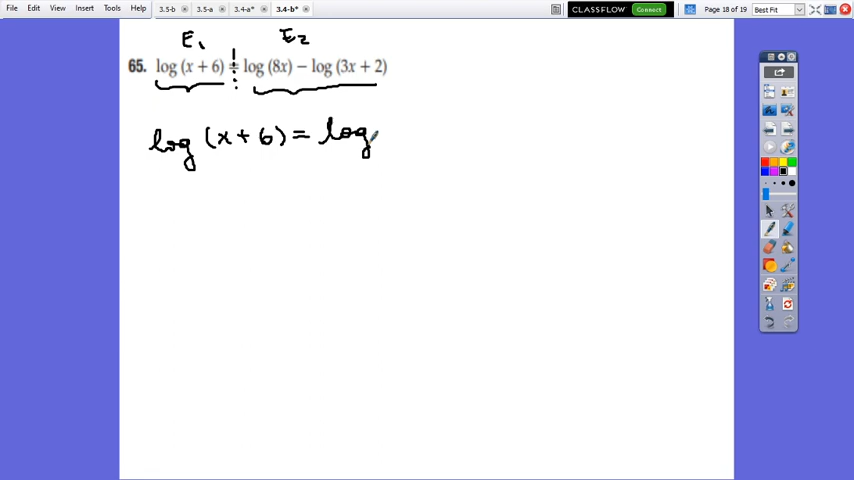 File Edit View Insert Tools Help 3.5-b 3.5-a 3.4-a* 3.4-b* CLASSFLOW Connect Page 18 of 19 Best Fit
E₁ E₂
65. log (x + 6) = log (8x) − log (3x + 2)
log (x + 6) = log